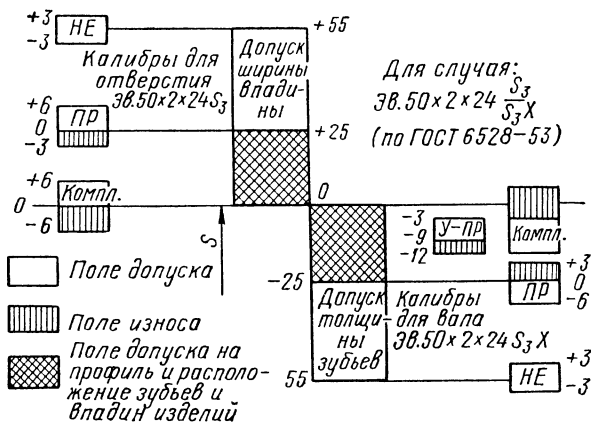 +3
-3
НЕ
+55
Калибры для
отверстия
ЭВ.50×2×24S₃
Допуск
ширины
впади-
ны
Для случая:
ЭВ.50×2×24 S₃/S₃X
(по ГОСТ 6528-53)
+6
0
-3
ПР
+25
+6
0
-6
Компл.
0
S
-3
-9
-12
У-ПР
Компл.
Поле допуска
-25
+3
0
-6
ПР
Поле износа
Допуск
толщи-
ны
зубьев
Калибры
для вала
ЭВ.50×2×24 S₃X
Поле допуска на
профиль и располо-
жение зубьев и
впадин изделий
55
НЕ
+3
-3